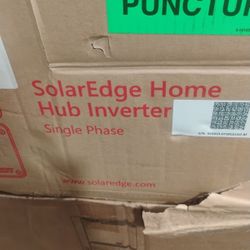 PUNCTUR
SolarEdge Home
Hub Inverter
Single Phase
www.solaredge.com